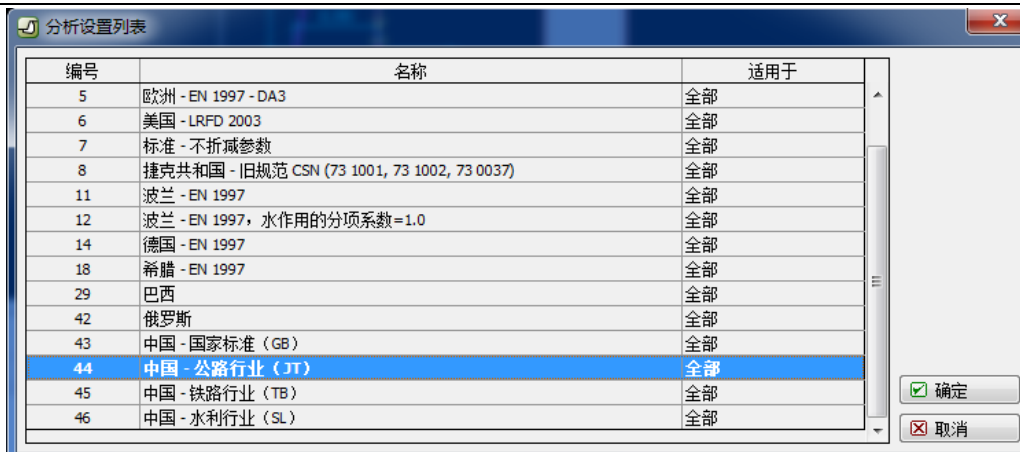 分析设置列表
编号 名称 适用于
5 欧洲 - EN 1997 - DA3 全部
6 美国 - LRFD 2003 全部
7 标准 - 不折减参数 全部
8 捷克共和国 - 旧规范 CSN (73 1001, 73 1002, 73 0037) 全部
11 波兰 - EN 1997 全部
12 波兰 - EN 1997，水作用的分项系数=1.0 全部
14 德国 - EN 1997 全部
18 希腊 - EN 1997 全部
29 巴西 全部
42 俄罗斯 全部
43 中国 - 国家标准（GB） 全部
44 中国 - 公路行业（JT） 全部
45 中国 - 铁路行业（TB） 全部
46 中国 - 水利行业（SL） 全部
确定
取消